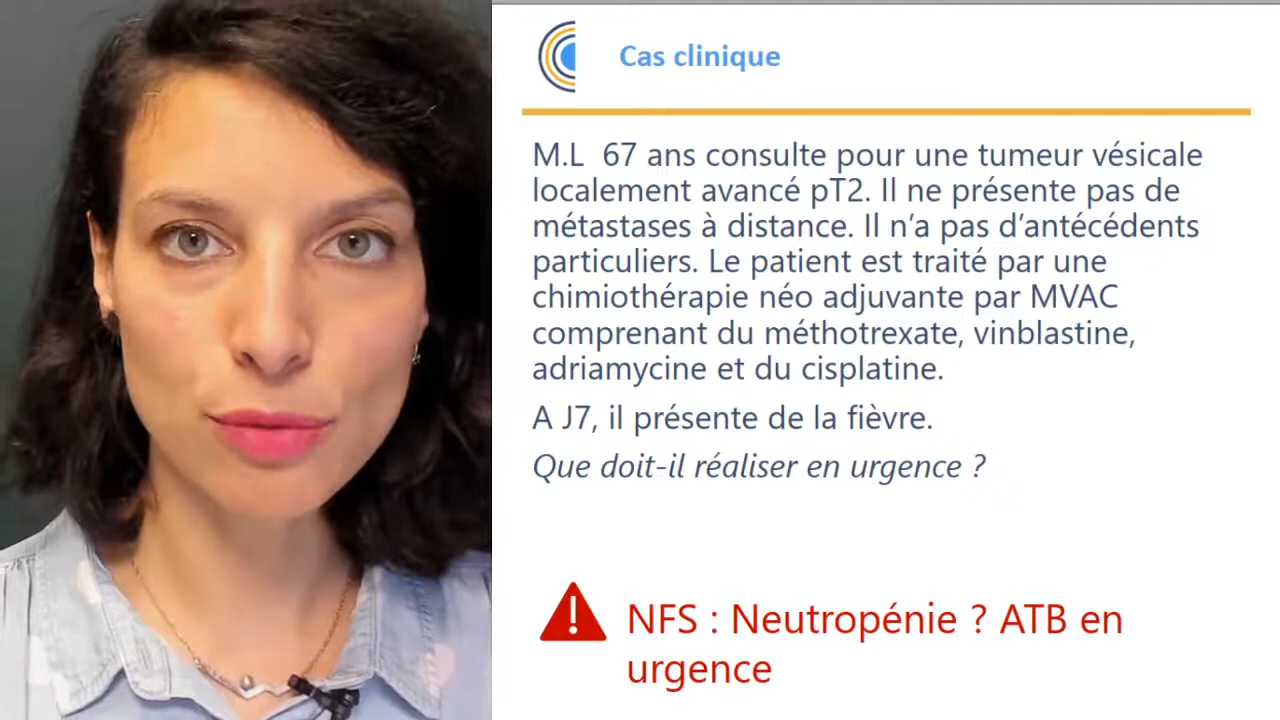 Cas clinique
M.L 67 ans consulte pour une tumeur vésicale
localement avancé pT2. Il ne présente pas de
métastases à distance. Il n’a pas d’antécédents
particuliers. Le patient est traité par une
chimiothérapie néo adjuvante par MVAC
comprenant du méthotrexate, vinblastine,
adriamycine et du cisplatine.
A J7, il présente de la fièvre.
Que doit-il réaliser en urgence ?
NFS : Neutropénie ? ATB en
urgence